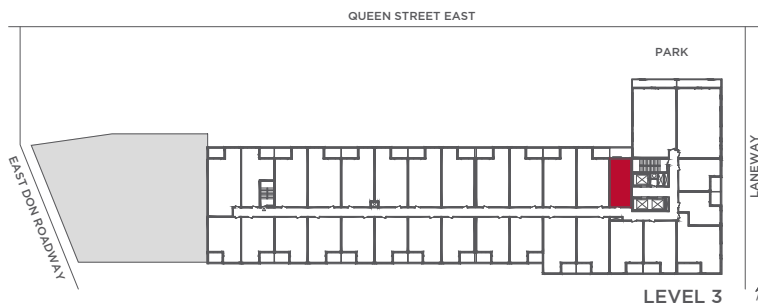 QUEEN STREET EAST
PARK
EAST DON ROADWAY
LANEWAY
LEVEL 3